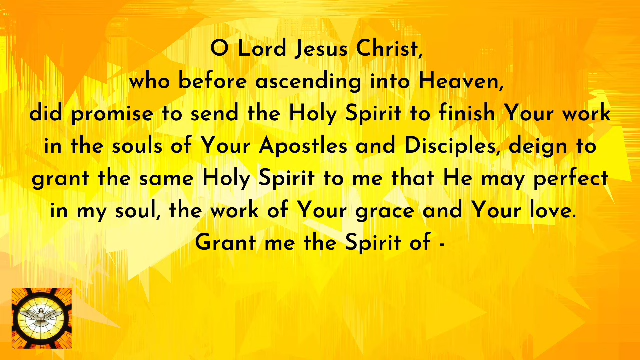 O Lord Jesus Christ,
who before ascending into Heaven,
did promise to send the Holy Spirit to finish Your work
in the souls of Your Apostles and Disciples, deign to
grant the same Holy Spirit to me that He may perfect
in my soul, the work of Your grace and Your love.
Grant me the Spirit of -